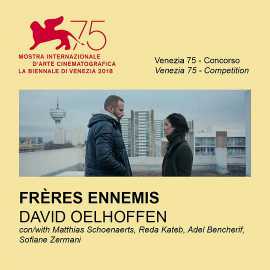 75
MOSTRA INTERNAZIONALE
D'ARTE CINEMATOGRAFICA
LA BIENNALE DI VENEZIA 2018
Venezia 75 - Concorso
Venezia 75 - Competition
FRÈRES ENNEMIS
DAVID OELHOFFEN
con/with Matthias Schoenaerts, Reda Kateb, Adel Bencherif,
Sofiane Zermani